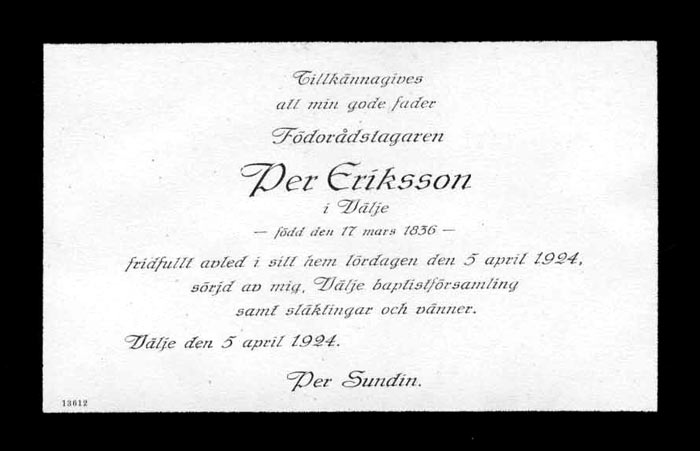 Tillkännagives
att min gode fader
Födorådstagaren
Per Eriksson
i Välje
— född den 17 mars 1836 —
fridfullt avled i sitt hem lördagen den 5 april 1924,
sörjd av mig, Välje baptistförsamling
samt släktingar och vänner.
Välje den 5 april 1924.
Per Sundin.
13612